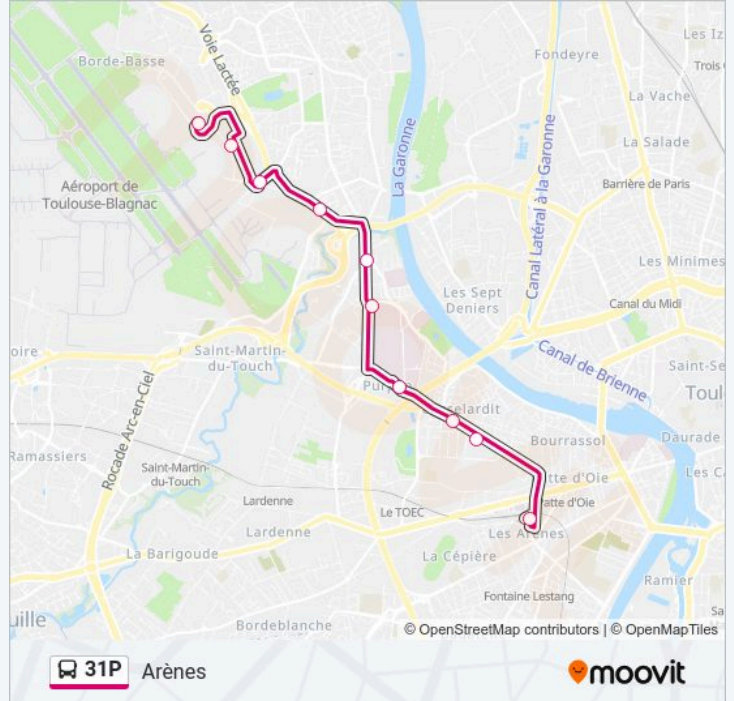 Les Iz
Borde-Basse
Voie Lactée
Fondeyre
Trois
La Vache
La Garonne
Canal Latéral à la Garonne
La Salade
Barrière de Paris
Aéroport de
Toulouse-Blagnac
Les Minimes
Les Sept
Deniers
Canal du Midi
oire
Saint-Martin-
du-Touch
Canal de Brienne
Saint-Se
Toul
Rocade Arc-en-Ciel
Bourrassol
Daurade
Ramassiers
Saint-Martin-
du-Touch
atte d'Oie
Les C
Lardenne
Le TOEC
Patte d'Oie
Lardenne
Les Arènes
La Barigoude
La Cépière
Ramier
Fontaine Lestang
Sa
uille
Bordeblanche
© OpenStreetMap contributors | © OpenMapTiles
31P Arènes
moovit